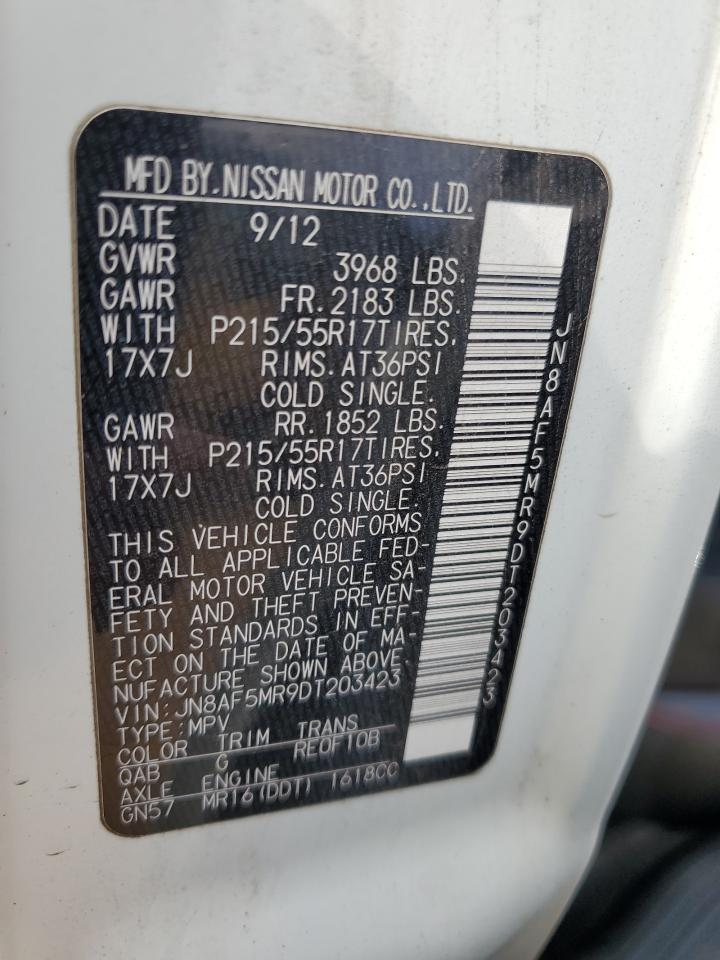 MFD BY.NISSAN MOTOR CO.,LTD.
DATE 9/12
GVWR 3968 LBS.
GAWR FR.2183 LBS.
WITH P215/55R17TIRES.
17X7J RIMS.AT36PSI
COLD SINGLE.
GAWR RR.1852 LBS.
WITH P215/55R17TIRES.
17X7J RIMS.AT36PSI
COLD SINGLE.
THIS VEHICLE CONFORMS
TO ALL APPLICABLE FED-
ERAL MOTOR VEHICLE SA-
FETY AND THEFT PREVEN-
TION STANDARDS IN EFF-
ECT ON THE DATE OF MA-
NUFACTURE SHOWN ABOVE.
VIN:JN8AF5MR9DT203423
TYPE:MPV
COLOR TRIM TRANS
QAB G RE0F10B
AXLE ENGINE
GN57 MR16(DDT) 1618CC
JN8AF5MR9DT203423